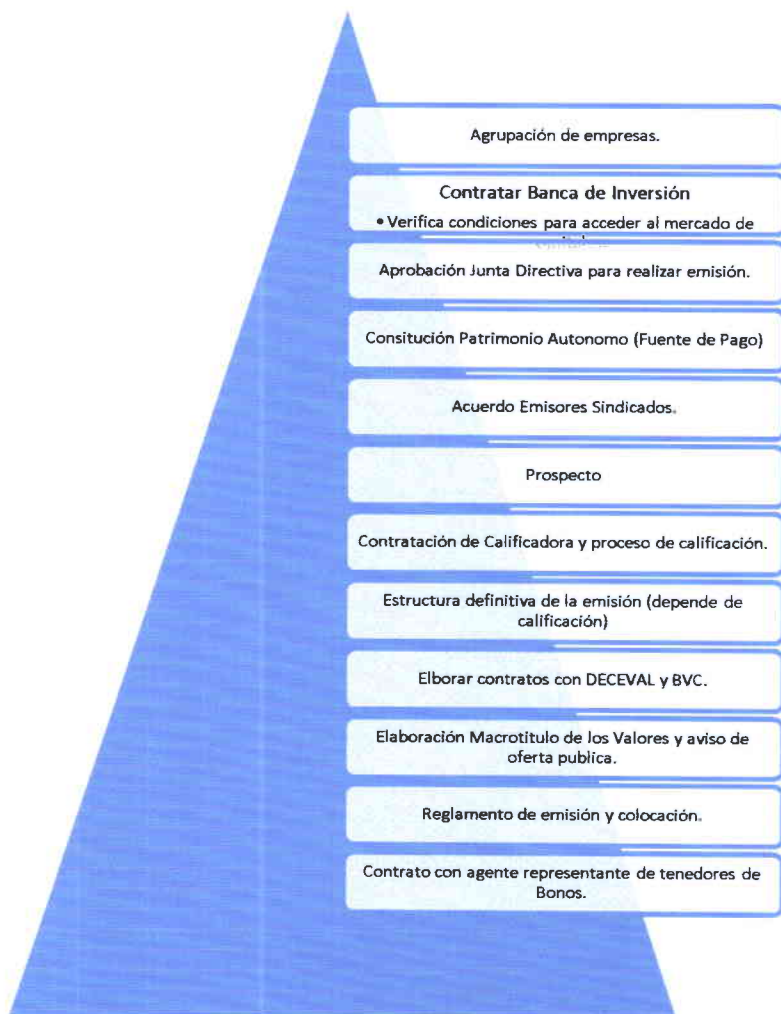 Agrupación de empresas.
Contratar Banca de Inversión
• Verifica condiciones para acceder al mercado de
Aprobación Junta Directiva para realizar emisión.
Consitución Patrimonio Autonomo (Fuente de Pago)
Acuerdo Emisores Sindicados.
Prospecto
Contratación de Calificadora y proceso de calificación.
Estructura definitiva de la emisión (depende de
calificación)
Elborar contratos con DECEVAL y BVC.
Elaboración Macrotitulo de los Valores y aviso de
oferta publica.
Reglamento de emisión y colocación.
Contrato con agente representante de tenedores de
Bonos.